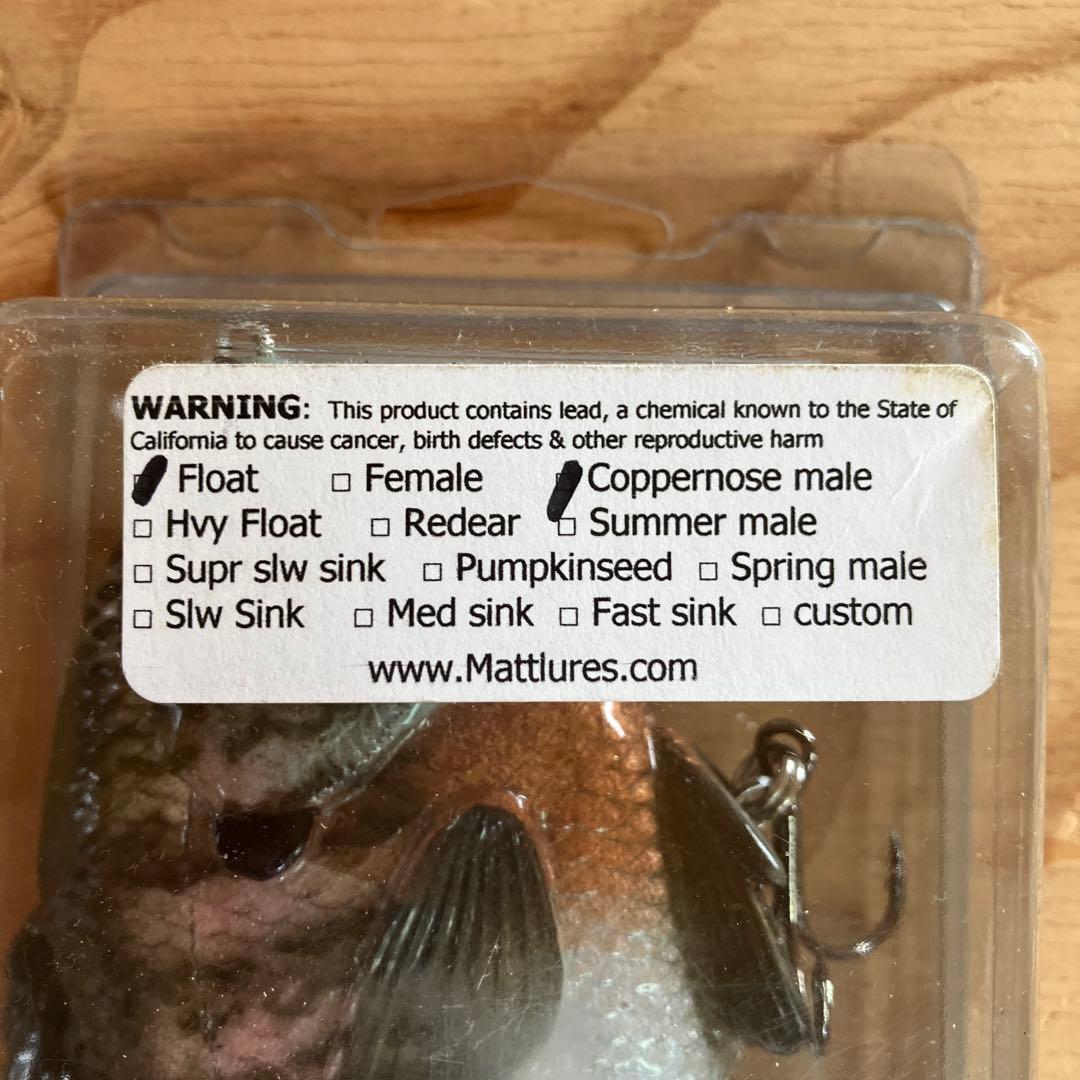 WARNING: This product contains lead, a chemical known to the State of
California to cause cancer, birth defects & other reproductive harm
Float □ Female Coppernose male
□ Hvy Float □ Redear □ Summer male
□ Supr slw sink □ Pumpkinseed □ Spring male
□ Slw Sink □ Med sink □ Fast sink □ custom
www.Mattlures.com